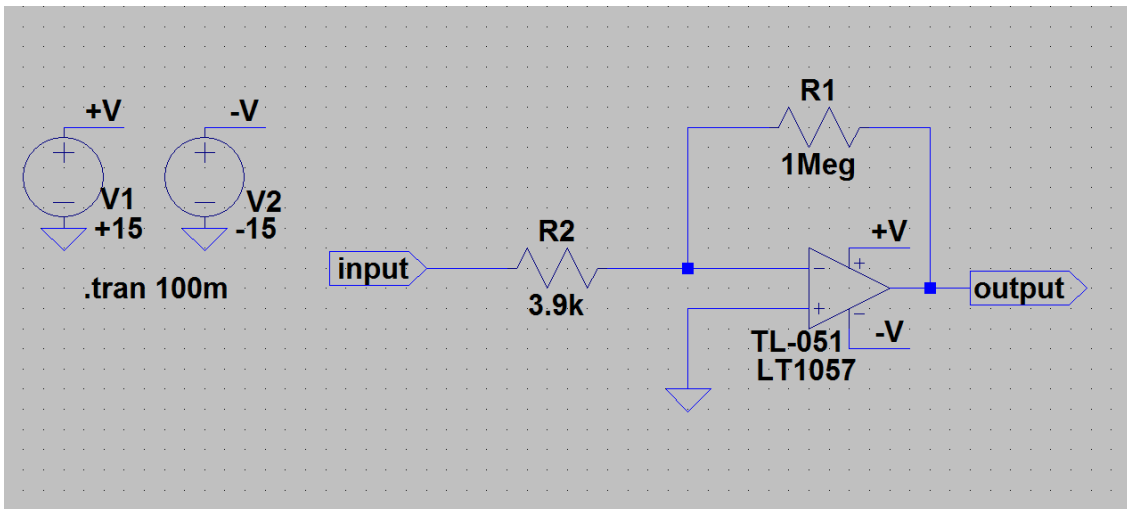 +V
-V
V1
+15
V2
-15
.tran 100m
input
R2
3.9k
R1
1Meg
+V
-V
TL-051
LT1057
output